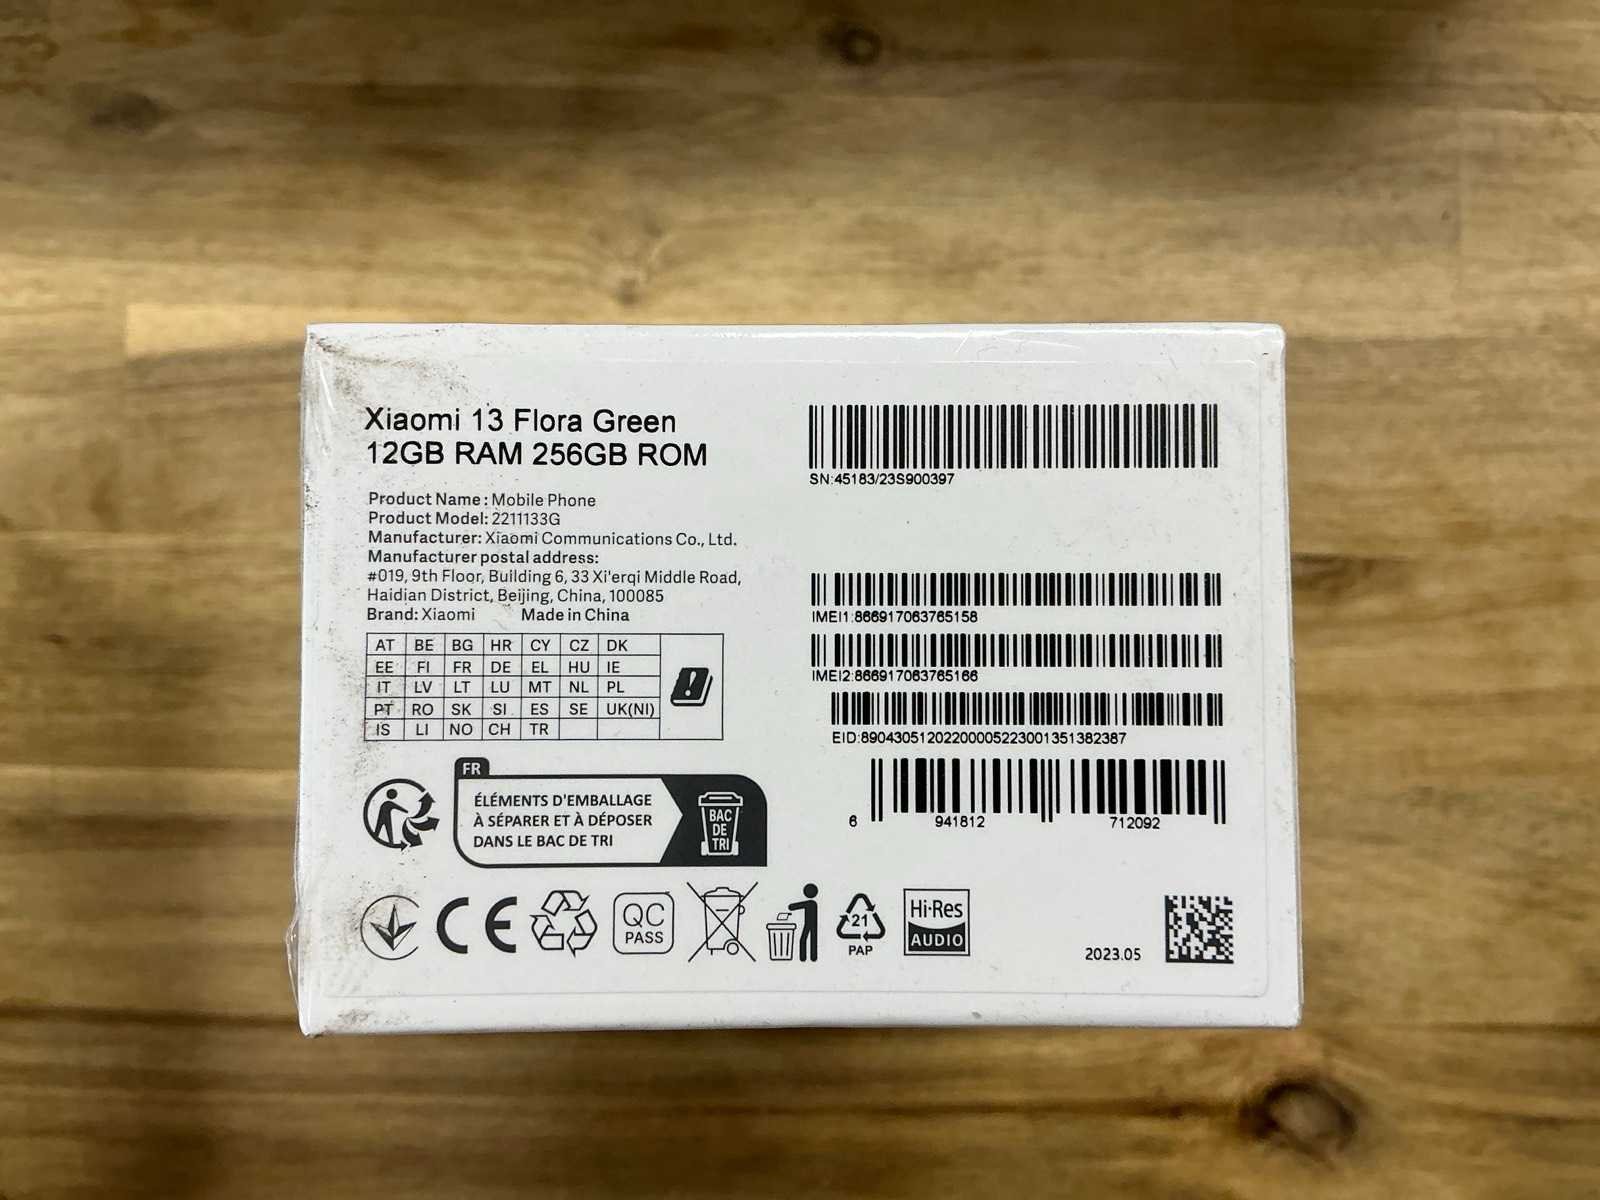 Xiaomi 13 Flora Green
12GB RAM 256GB ROM
Product Name: Mobile Phone
Product Model: 2211133G
Manufacturer: Xiaomi Communications Co., Ltd.
Manufacturer postal address:
#019, 9th Floor, Building 6, 33 Xi'erqi Middle Road,
Haidian District, Beijing, China, 100085
Brand: Xiaomi Made in China
AT BE BG HR CY CZ DK
EE FI FR DE EL HU IE
IT LV LT LU MT NL PL
PT RO SK SI ES SE UK(NI)
IS LI NO CH TR
FR
ÉLÉMENTS D'EMBALLAGE
À SÉPARER ET À DÉPOSER
DANS LE BAC DE TRI
BAC
DE
TRI
CE
QC
PASS
21
PAP
Hi-Res
AUDIO
SN:45183/23S900397
IMEI1:866917063765158
IMEI2:866917063765166
EID:89043051202200005223001351382387
6 941812 712092
2023.05